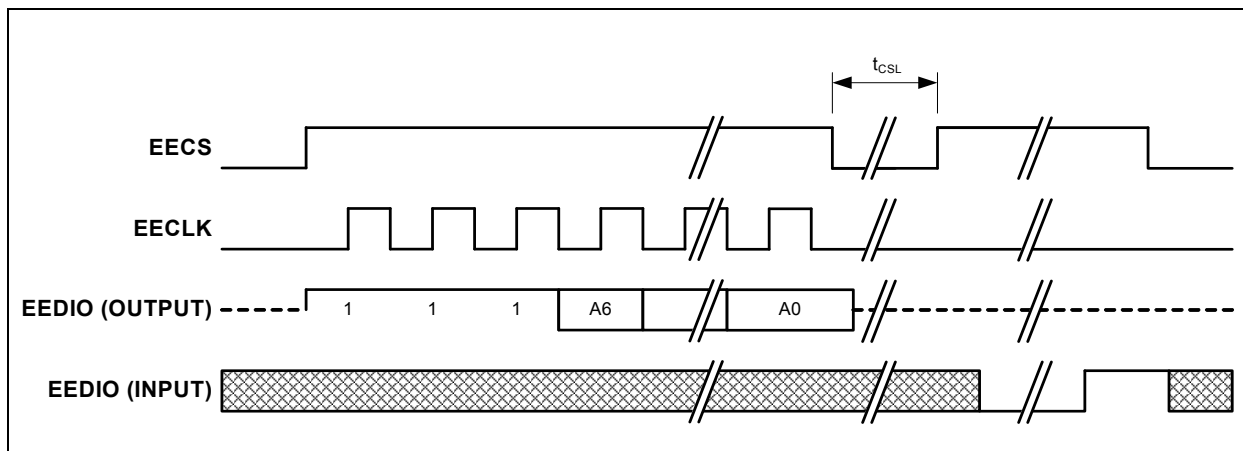 tCSL
EECS
EECLK
EEDIO (OUTPUT) 1 1 1 A6 A0
EEDIO (INPUT)